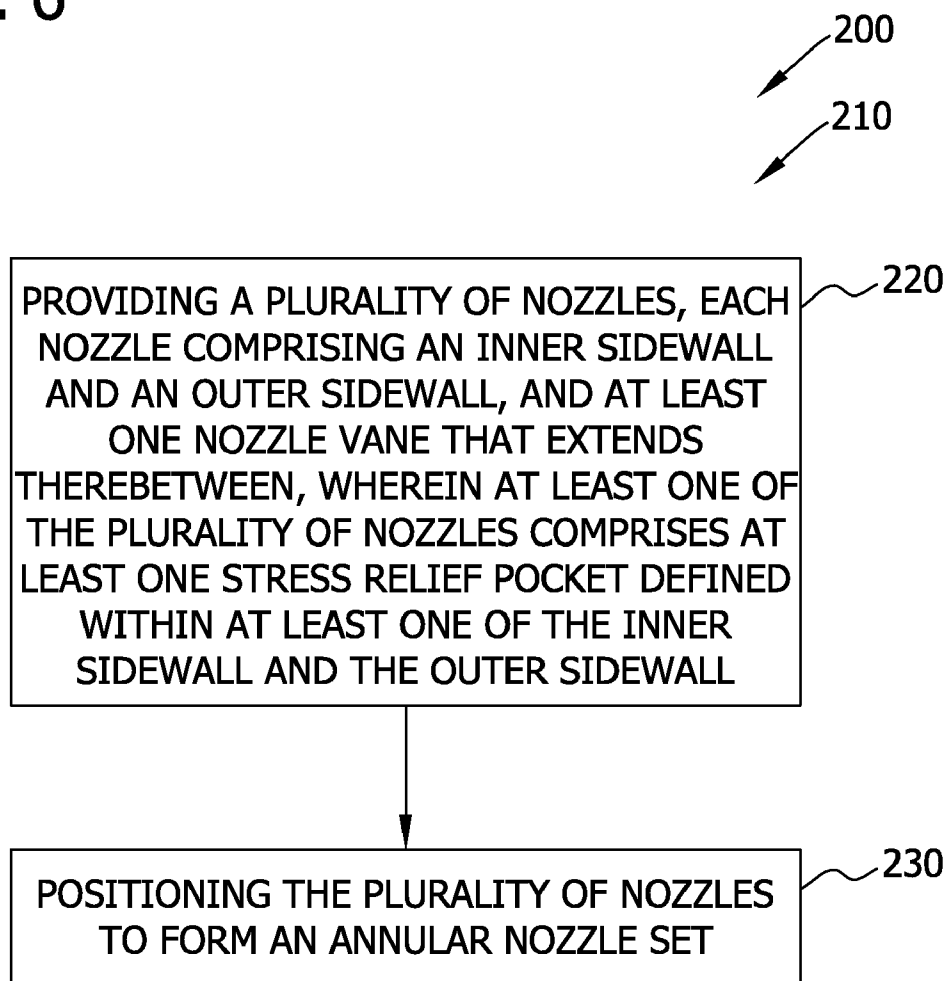 . 6
200
210
220
PROVIDING A PLURALITY OF NOZZLES, EACH
NOZZLE COMPRISING AN INNER SIDEWALL
AND AN OUTER SIDEWALL, AND AT LEAST
ONE NOZZLE VANE THAT EXTENDS
THEREBETWEEN, WHEREIN AT LEAST ONE OF
THE PLURALITY OF NOZZLES COMPRISES AT
LEAST ONE STRESS RELIEF POCKET DEFINED
WITHIN AT LEAST ONE OF THE INNER
SIDEWALL AND THE OUTER SIDEWALL
230
POSITIONING THE PLURALITY OF NOZZLES
TO FORM AN ANNULAR NOZZLE SET